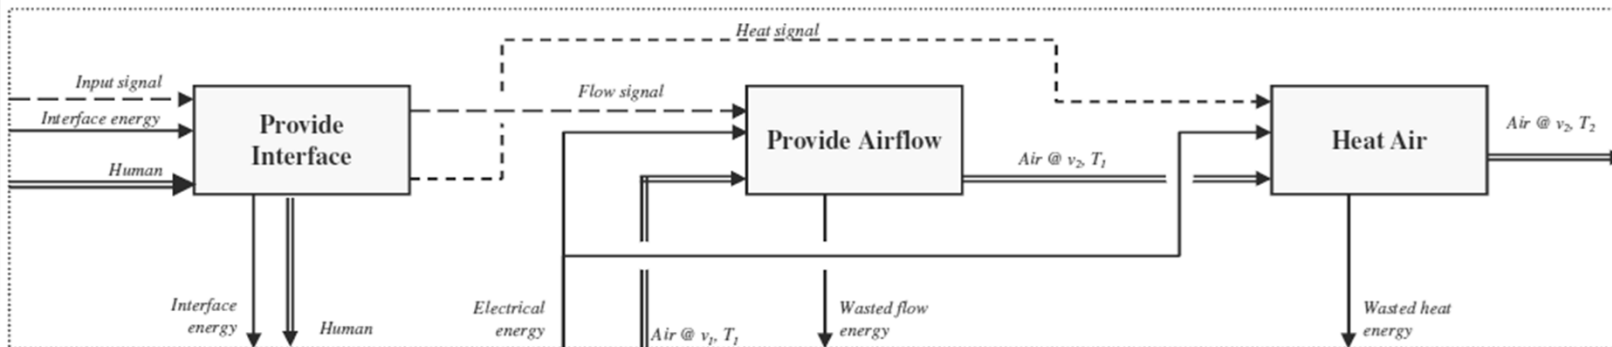 Heat signal
Input signal
Flow signal
Interface energy
Provide
Interface
Human
Provide Airflow
Air @ v₂, T₁
Heat Air
Air @ v₂, T₂
Interface
energy
Human
Electrical
energy
Air @ v₁, T₁
Wasted flow
energy
Wasted heat
energy